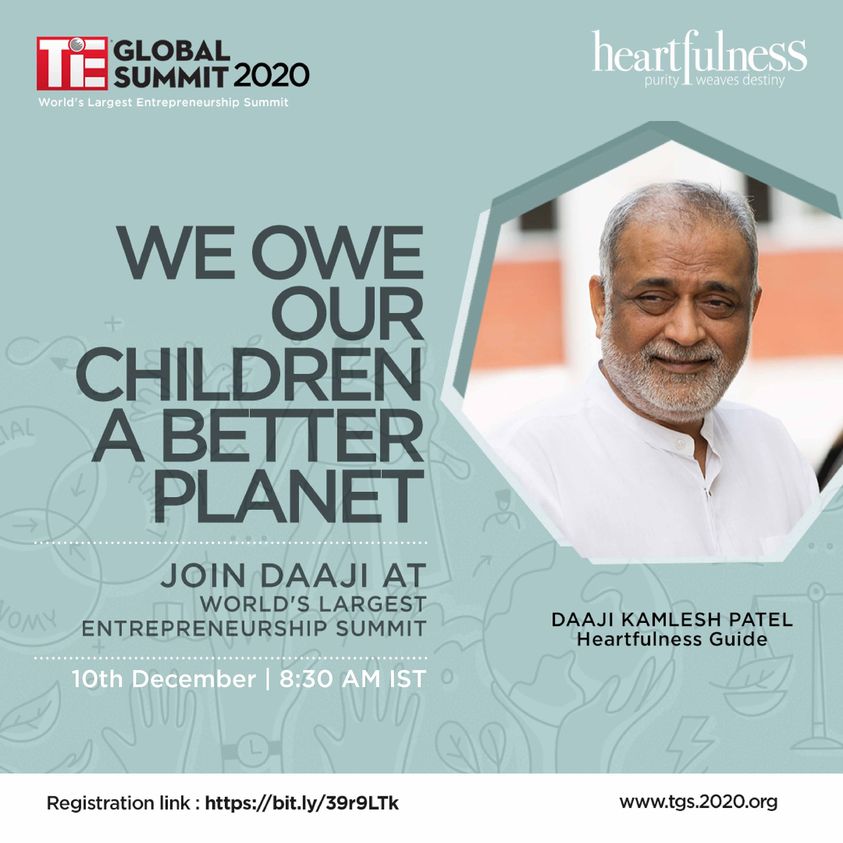 TiE GLOBAL
SUMMIT 2020
World's Largest Entrepreneurship Summit
heartfulness
purity weaves destiny
WE OWE
OUR
CHILDREN
A BETTER
PLANET
JOIN DAAJI AT
WORLD'S LARGEST
ENTREPRENEURSHIP SUMMIT
10th December | 8:30 AM IST
DAAJI KAMLESH PATEL
Heartfulness Guide
Registration link : https://bit.ly/39r9LTk
www.tgs.2020.org